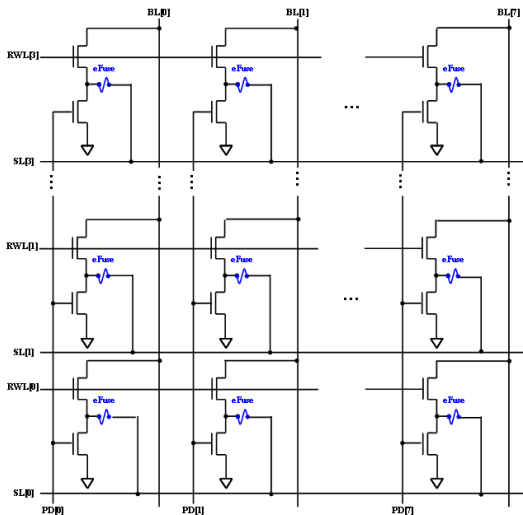 BL[0] BL[1] BL[7]
RWL[3]
eFuse eFuse eFuse
...
SL[3]
RWL[1]
eFuse eFuse eFuse
...
SL[1]
RWL[0]
eFuse eFuse eFuse
SL[0]
PD[0] PD[1] PD[7]